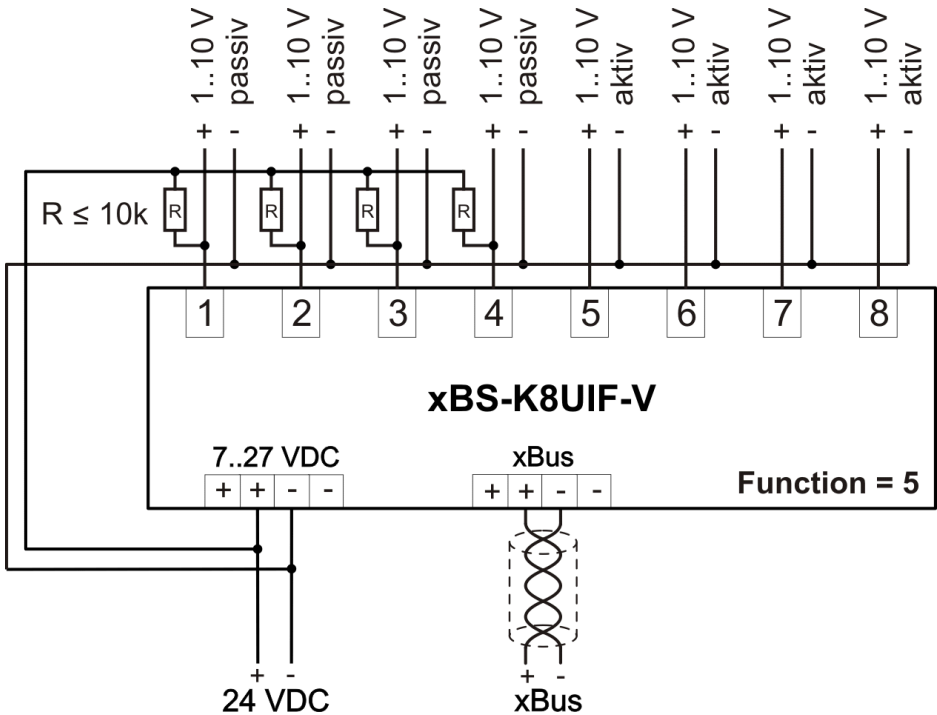 1..10 V
passiv
1..10 V
passiv
1..10 V
passiv
1..10 V
passiv
1..10 V
aktiv
1..10 V
aktiv
1..10 V
aktiv
1..10 V
aktiv
+ - + - + - + - + - + - + - + -
R ≤ 10k R R R R
1 2 3 4 5 6 7 8
xBS-K8UIF-V
7..27 VDC xBus
+ + - - + + - -
Function = 5
+ - + -
24 VDC xBus